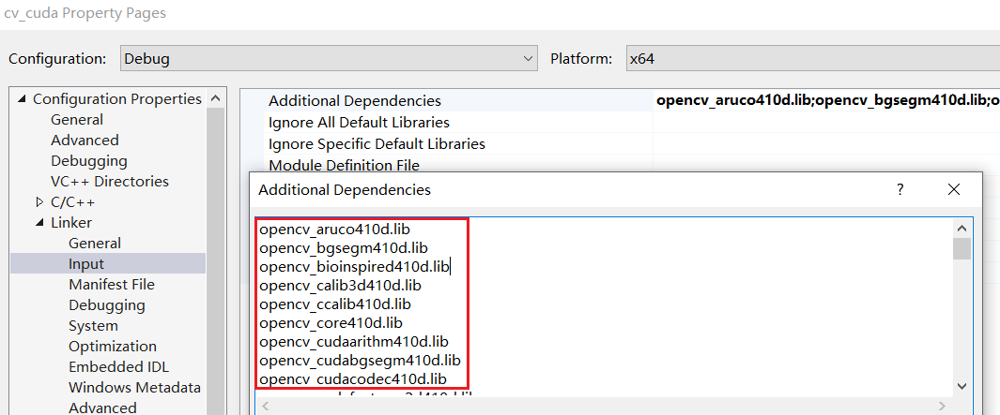 cv_cuda Property Pages
Configuration: Debug Platform: x64
Configuration Properties
General
Advanced
Debugging
VC++ Directories
C/C++
Linker
General
Input
Manifest File
Debugging
System
Optimization
Embedded IDL
Windows Metadata
Advanced
Additional Dependencies opencv_aruco410d.lib;opencv_bgsegm410d.lib;o
Ignore All Default Libraries
Ignore Specific Default Libraries
Module Definition File
Additional Dependencies ?
opencv_aruco410d.lib
opencv_bgsegm410d.lib
opencv_bioinspired410d.lib
opencv_calib3d410d.lib
opencv_ccalib410d.lib
opencv_core410d.lib
opencv_cudaarithm410d.lib
opencv_cudabgsegm410d.lib
opencv_cudacodec410d.lib